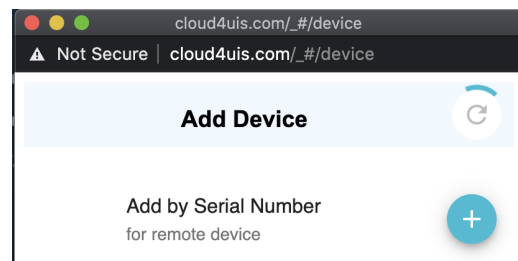 cloud4uis.com/_#/device
Not Secure | cloud4uis.com/_#/device
Add Device
Add by Serial Number
for remote device